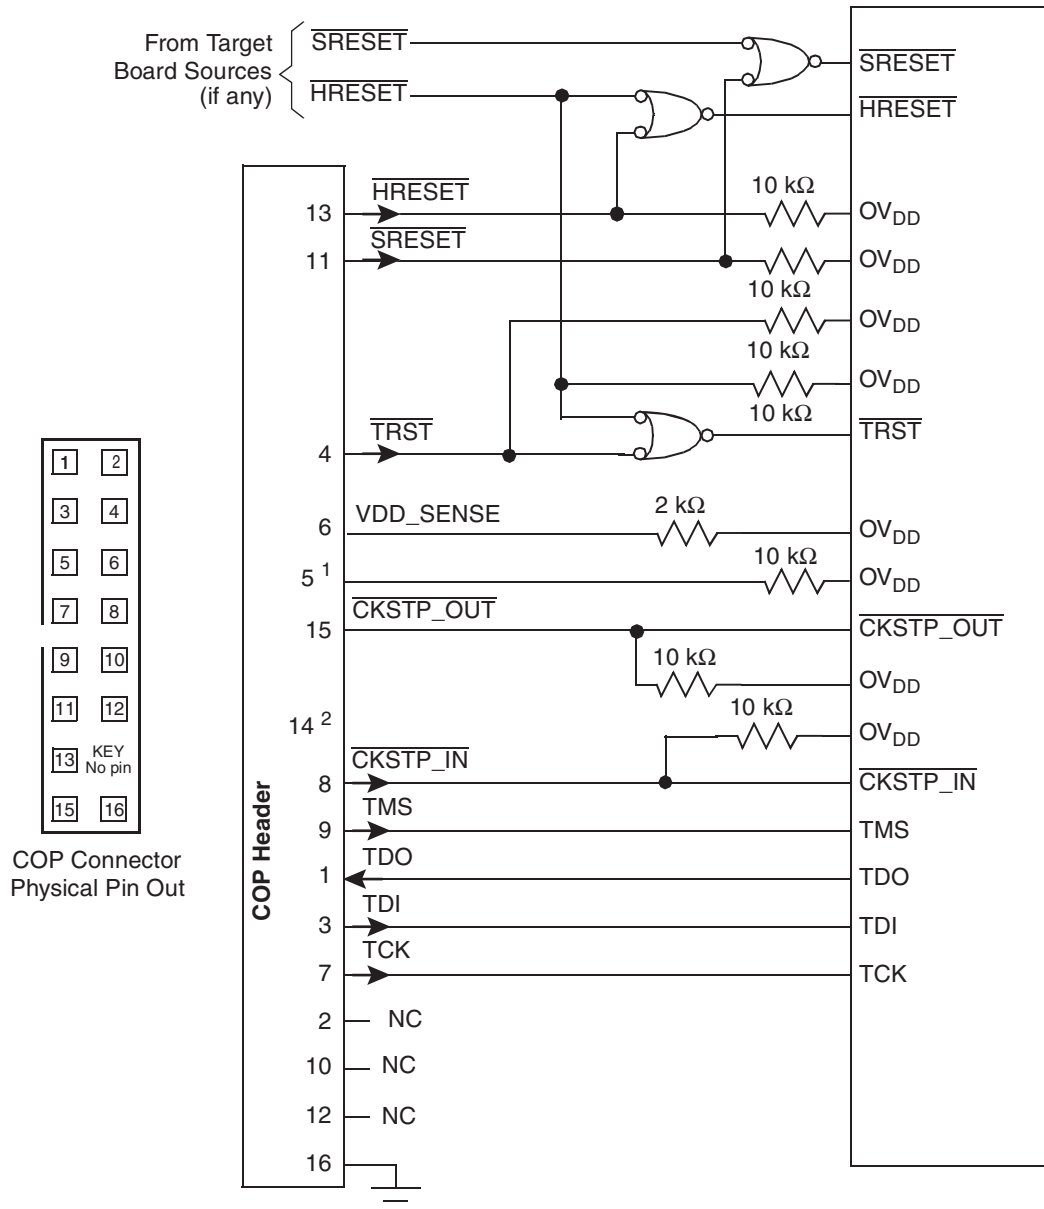 From Target
Board Sources
(if any)
SRESET
HRESET
SRESET
HRESET
13 HRESET 10 kΩ OVDD
11 SRESET OVDD
10 kΩ
OVDD
10 kΩ
OVDD
10 kΩ
4 TRST TRST
6 VDD_SENSE 2 kΩ OVDD
5 1 10 kΩ OVDD
15 CKSTP_OUT CKSTP_OUT
10 kΩ OVDD
14 2 10 kΩ OVDD
8 CKSTP_IN CKSTP_IN
9 TMS TMS
1 TDO TDO
3 TDI TDI
7 TCK TCK
2 NC
10 NC
12 NC
16
COP Header
1 2
3 4
5 6
7 8
9 10
11 12
13 KEY
No pin
15 16
COP Connector
Physical Pin Out